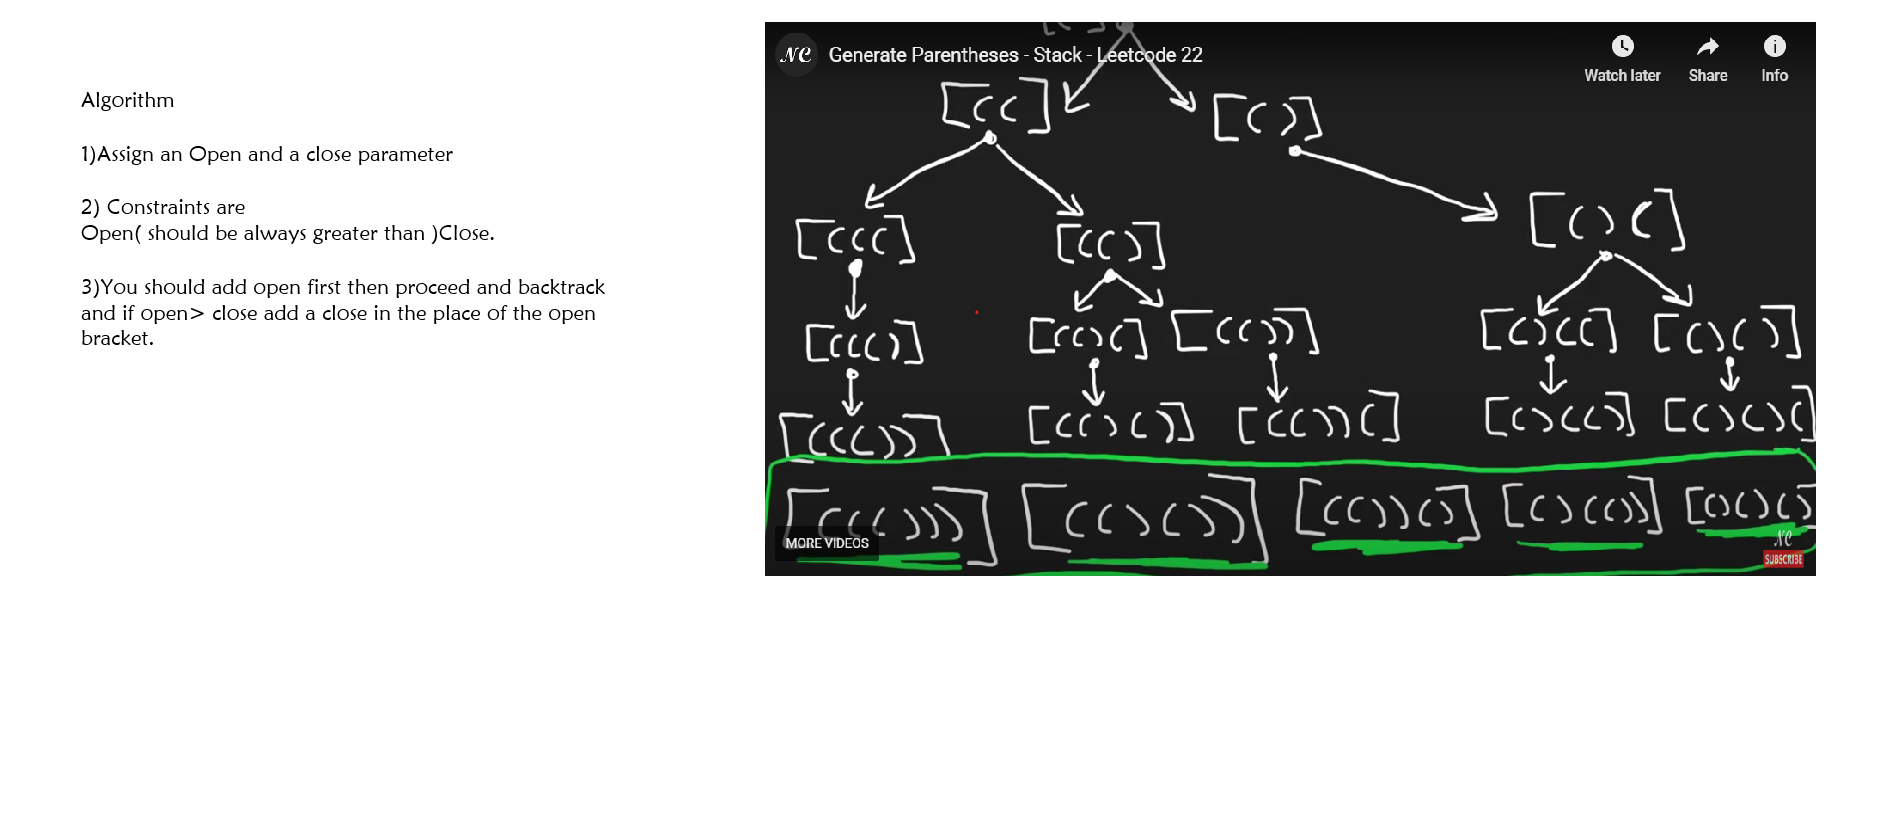 Algorithm
1)Assign an Open and a close parameter
2) Constraints are
Open( should be always greater than )Close.
3)You should add open first then proceed and backtrack
and if open> close add a close in the place of the open
bracket.
NC Generate Parentheses - Stack - Leetcode 22
Watch later Share Info
[((] [()]
[(((] [(()] [()(]
[((()] [(()(] [(())] [()((] [()()]
[((())] [(()()] [(())(] [()(()] [()()(]
[((()))] [(()())] [(())()] [()(())] [()()()
MORE VIDEOS
NC
SUBSCRIBE